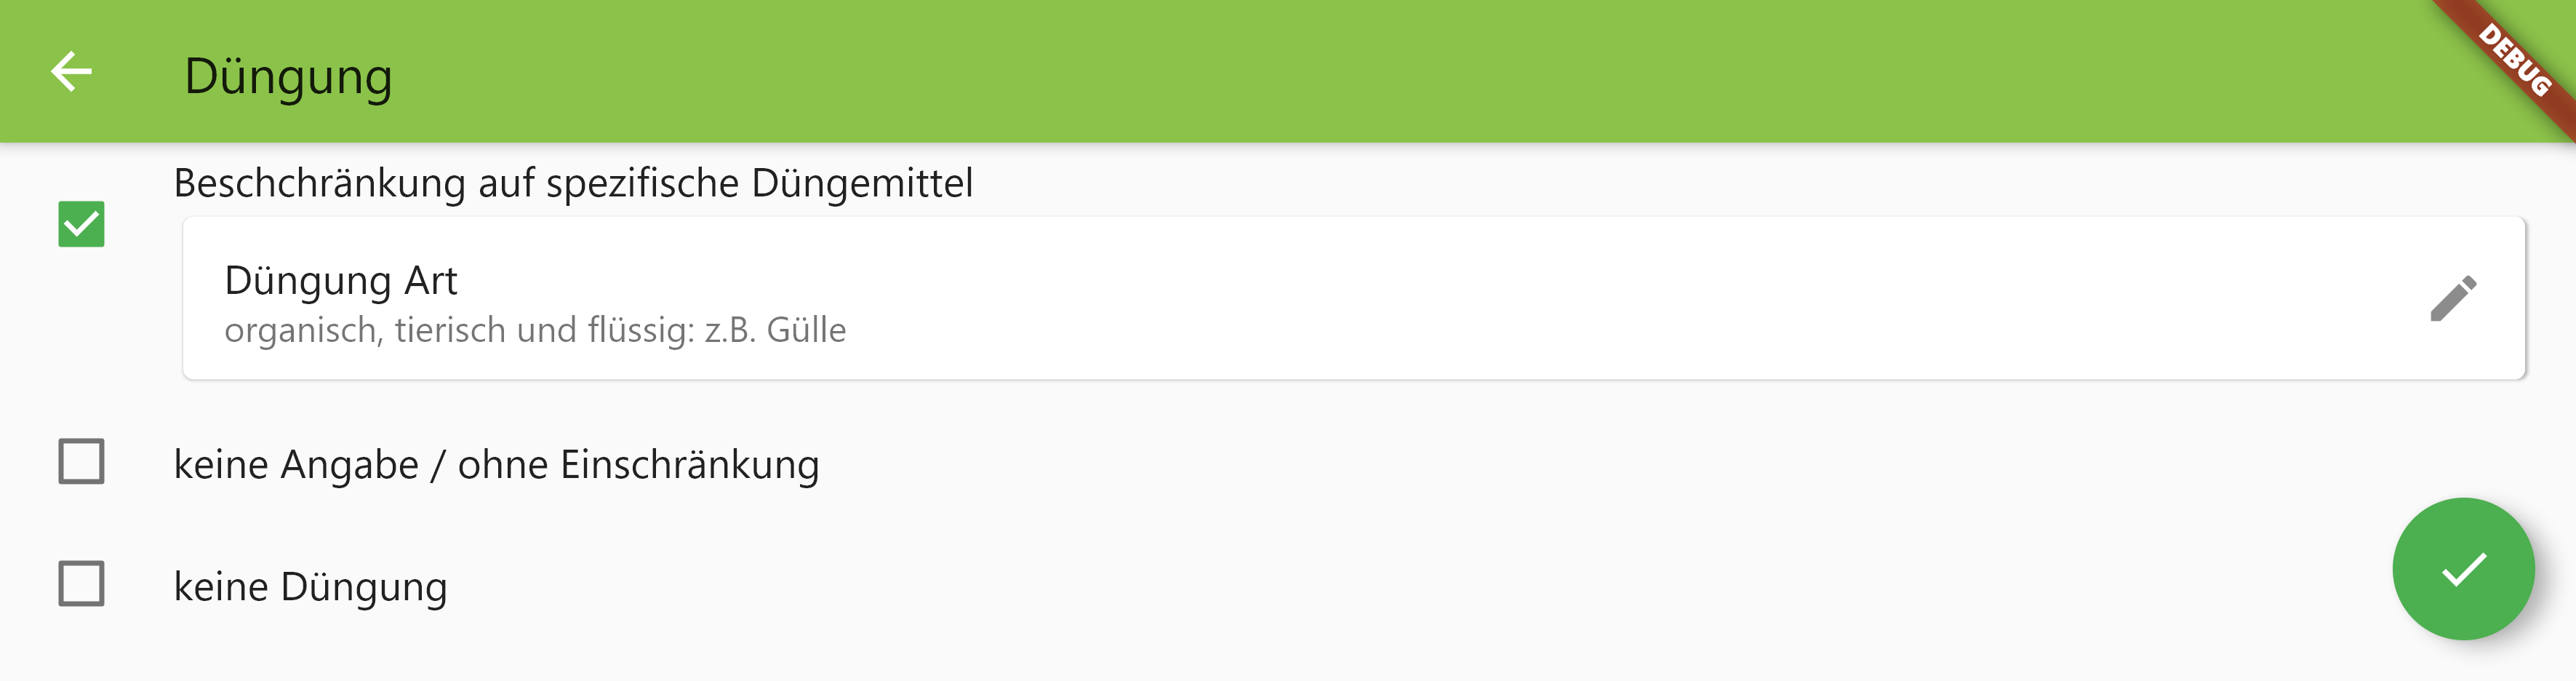 Düngung
DEBUG
Beschchränkung auf spezifische Düngemittel
Düngung Art
organisch, tierisch und flüssig: z.B. Gülle
keine Angabe / ohne Einschränkung
keine Düngung